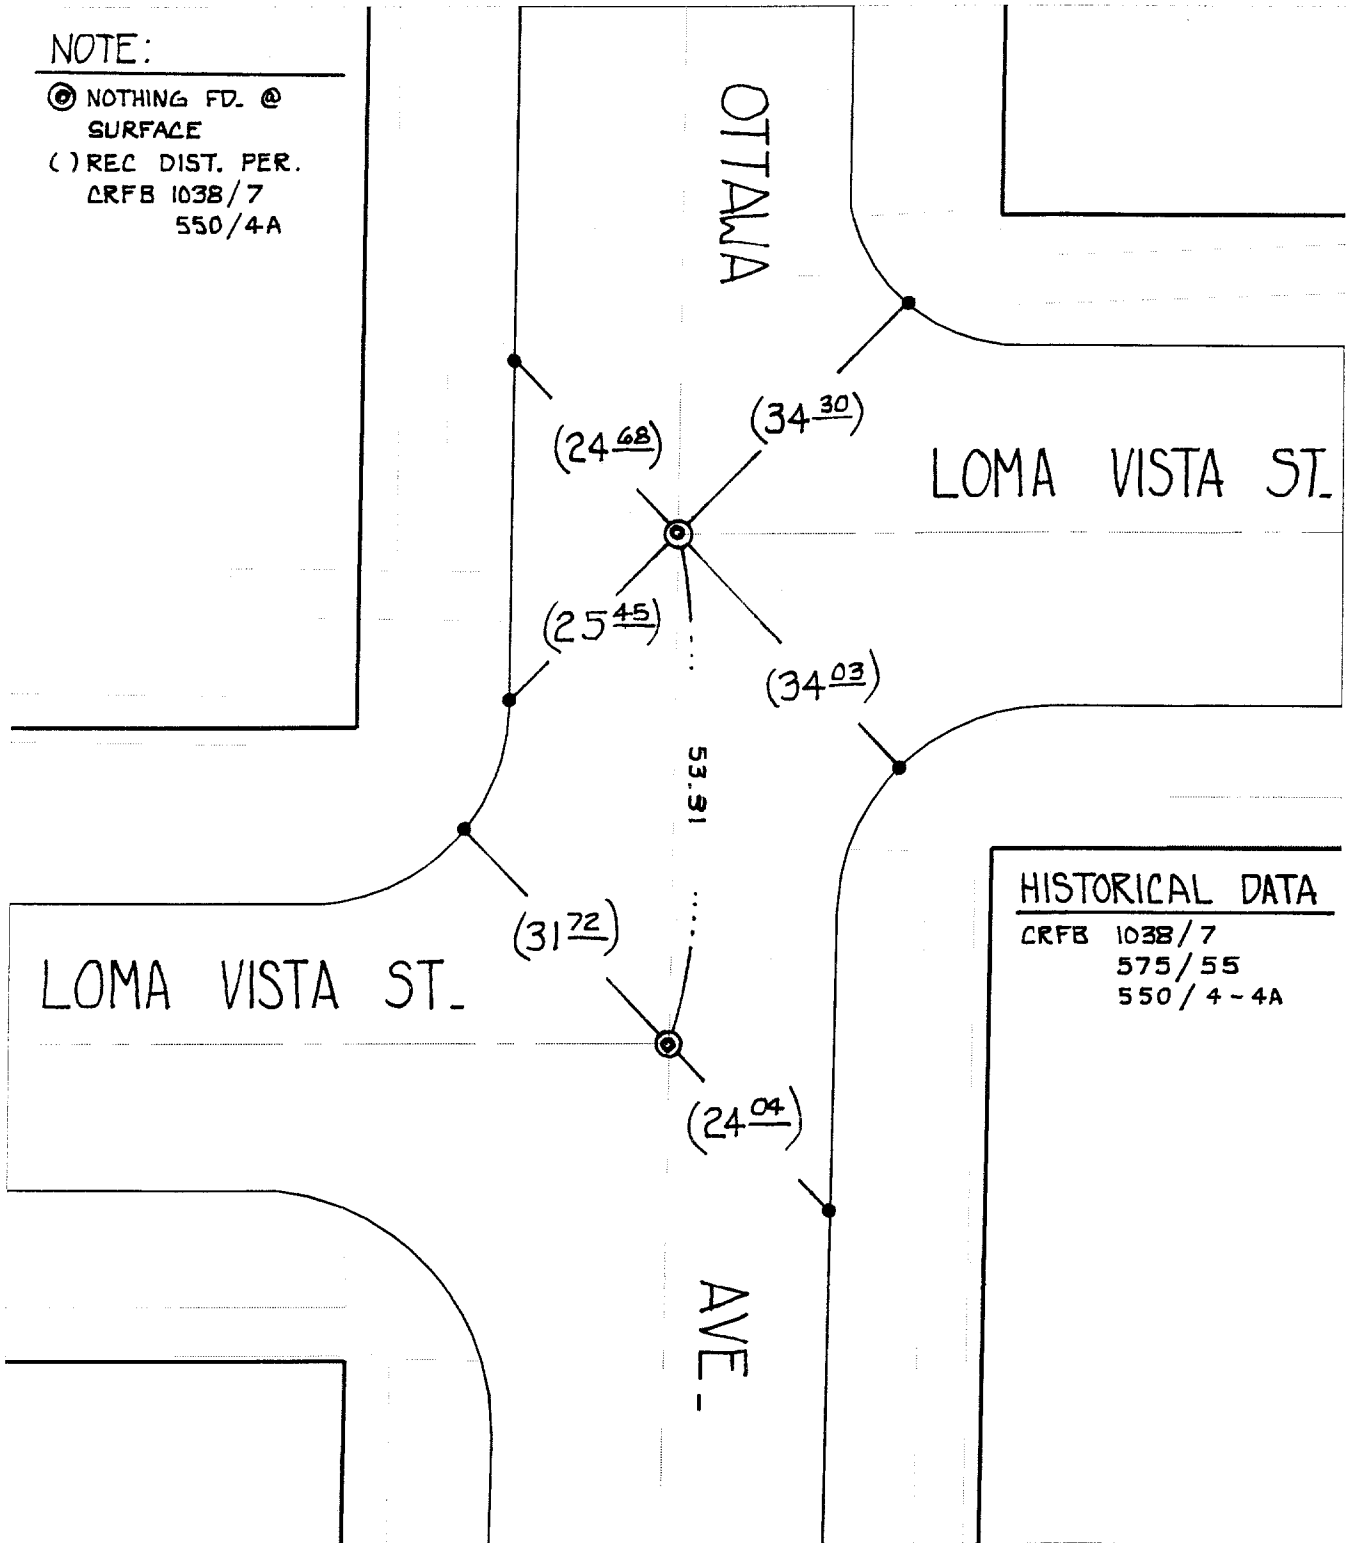 NOTE:
◎ NOTHING FD. @
SURFACE
( ) REC DIST. PER.
CRFB 1038/7
550/4A
OTTAWA
(34 30)
(24 68)
LOMA VISTA ST.
(25 45)
(34 03)
53.91
HISTORICAL DATA
CRFB 1038/7
575/55
550/4-4A
(31 72)
LOMA VISTA ST.
(24 04)
AVE.